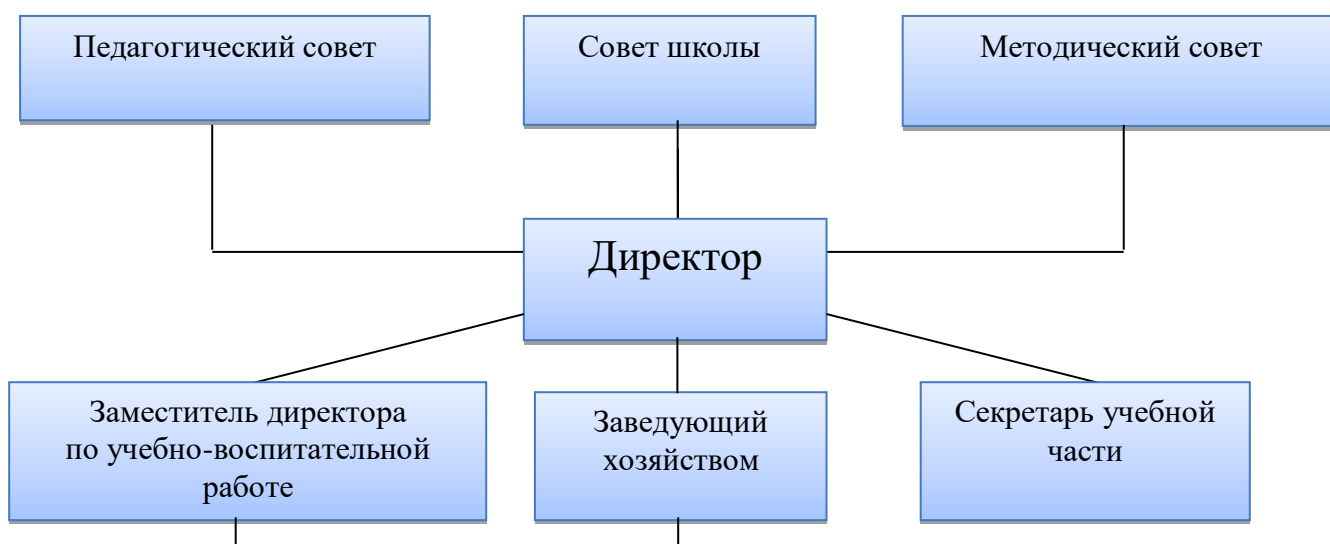 Педагогический совет
Совет школы
Методический совет
Директор
Заместитель директора
по учебно-воспитательной
работе
Заведующий
хозяйством
Секретарь учебной
части